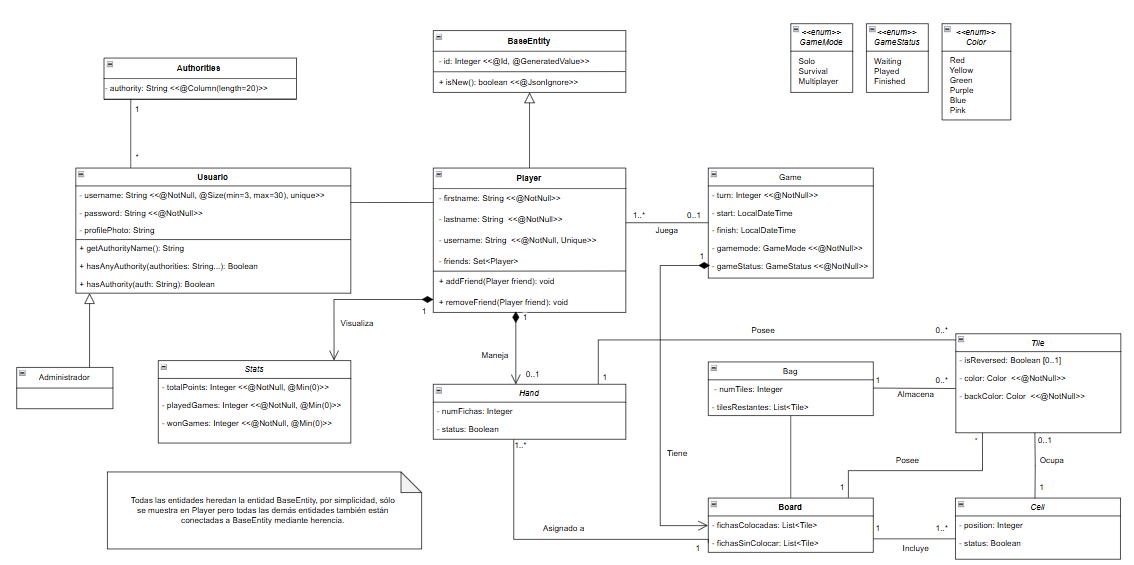 BaseEntity
- id: Integer <<@Id, @GeneratedValue>>
+ isNew(): boolean <<@JsonIgnore>>
<<enum>>
GameMode
Solo
Survival
Multiplayer
<<enum>>
GameStatus
Waiting
Played
Finished
<<enum>>
Color
Red
Yellow
Green
Purple
Blue
Pink
Authorities
- authority: String <<@Column(length=20)>>
1
*
Usuario
- username: String <<@NotNull, @Size(min=3, max=30), unique>>
- password: String <<@NotNull>>
- profilePhoto: String
+ getAuthorityName(): String
+ hasAnyAuthority(authorities: String...): Boolean
+ hasAuthority(auth: String): Boolean
Player
- firstname: String <<@NotNull>>
- lastname: String <<@NotNull>>
- username: String <<@NotNull, Unique>>
- friends: Set<Player>
+ addFriend(Player friend): void
+ removeFriend(Player friend): void
1..*
0..1
Juega
Game
- turn: Integer <<@NotNull>>
- start: LocalDateTime
- finish: LocalDateTime
- gamemode: GameMode <<@NotNull>>
- gameStatus: GameStatus <<@NotNull>>
1
1
Visualiza
1
Maneja
0..1
Posee
0..*
1
Administrador
Stats
- totalPoints: Integer <<@NotNull, @Min(0)>>
- playedGames: Integer <<@NotNull, @Min(0)>>
- wonGames: Integer <<@NotNull, @Min(0)>>
Hand
- numFichas: Integer
- status: Boolean
1..*
Bag
- numTiles: Integer
- tilesRestantes: List<Tile>
1
0..*
Almacena
Tile
- isReversed: Boolean [0..1]
- color: Color <<@NotNull>>
- backColor: Color <<@NotNull>>
*
0..1
Tiene
Posee
Ocupa
1
1
Todas las entidades heredan la entidad BaseEntity, por simplicidad, sólo
se muestra en Player pero todas las demás entidades también están
conectadas a BaseEntity mediante herencia.
Asignado a
1
Board
- fichasColocadas: List<Tile>
- fichasSinColocar: List<Tile>
1
1..*
Incluye
Cell
- position: Integer
- status: Boolean